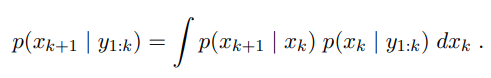 p(x_{k+1} | y_{1:k}) = ∫ p(x_{k+1} | x_k) p(x_k | y_{1:k}) dx_k .